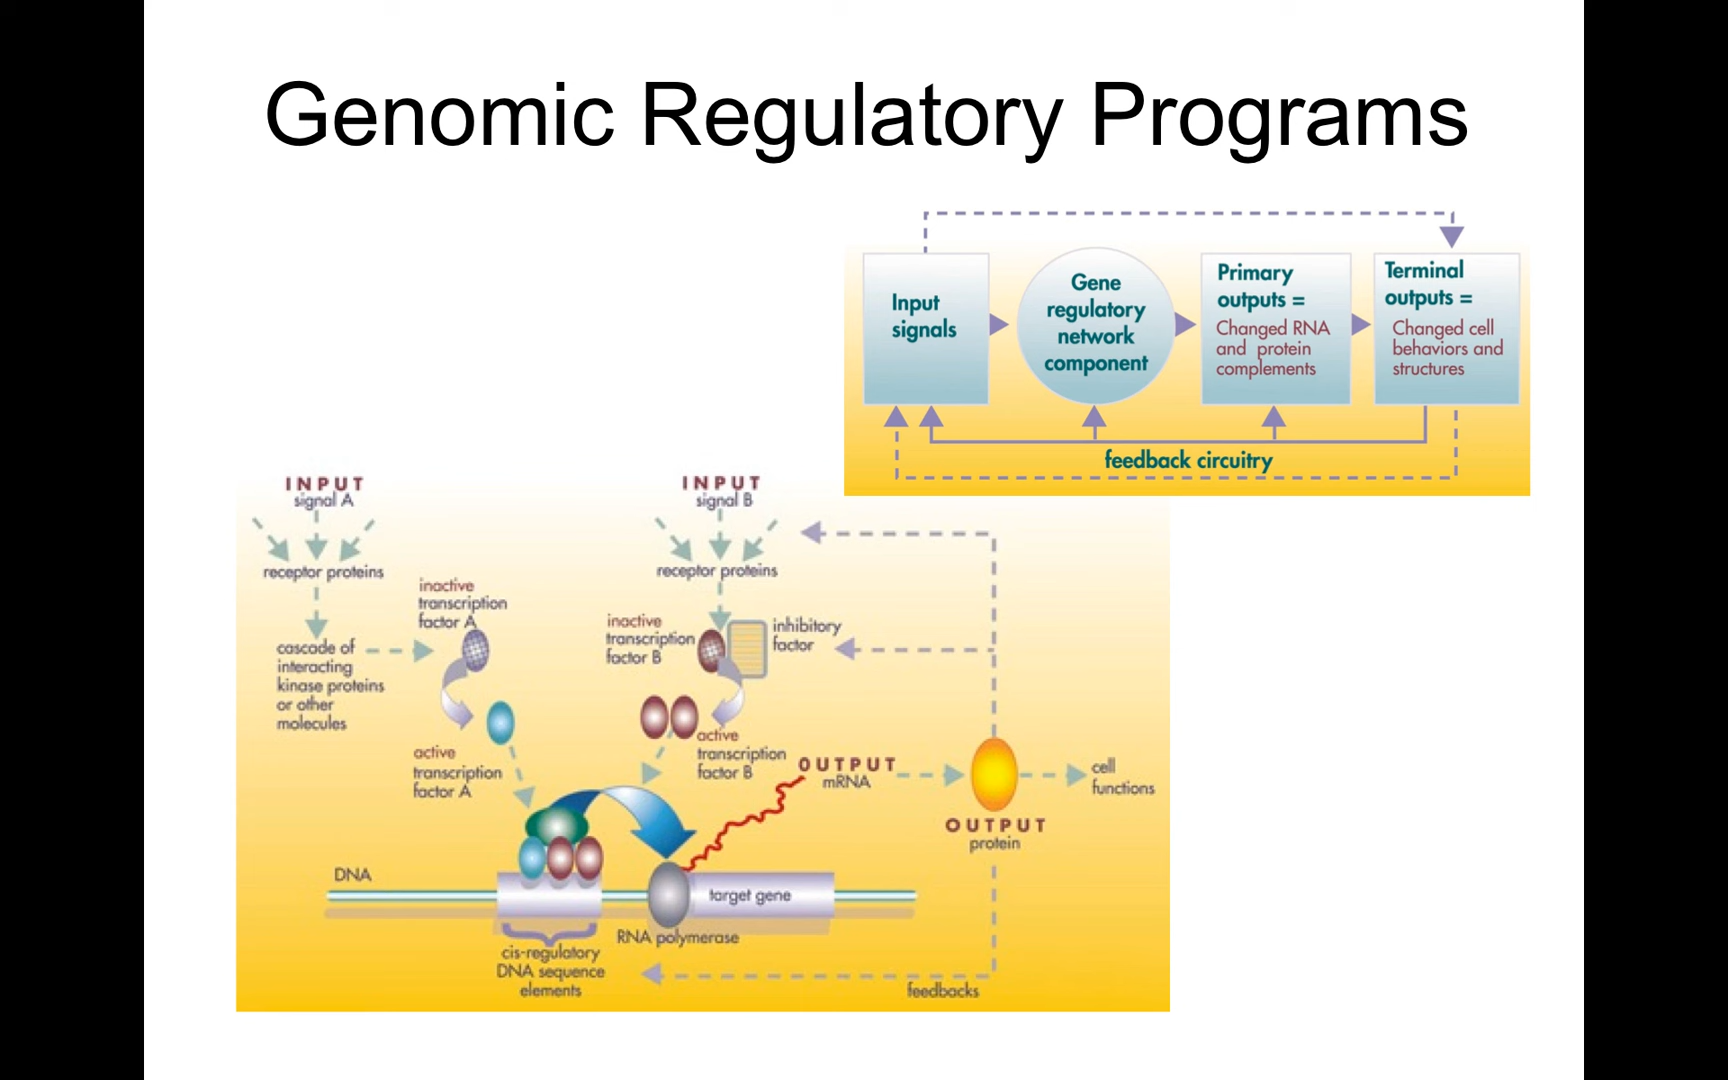 Genomic Regulatory Programs
Input
signals
Gene
regulatory
network
component
Primary
outputs =
Changed RNA
and protein
complements
Terminal
outputs =
Changed cell
behaviors and
structures
feedback circuitry
INPUT
signal A
receptor proteins
cascade of
interacting
kinase proteins
or other
molecules
inactive
transcription
factor A
active
transcription
factor A
INPUT
signal B
receptor proteins
inactive
transcription
factor B
inhibitory
factor
active
transcription
factor B
OUTPUT
mRNA
OUTPUT
protein
cell
functions
DNA
target gene
RNA polymerase
cis-regulatory
DNA sequence
elements
feedbacks